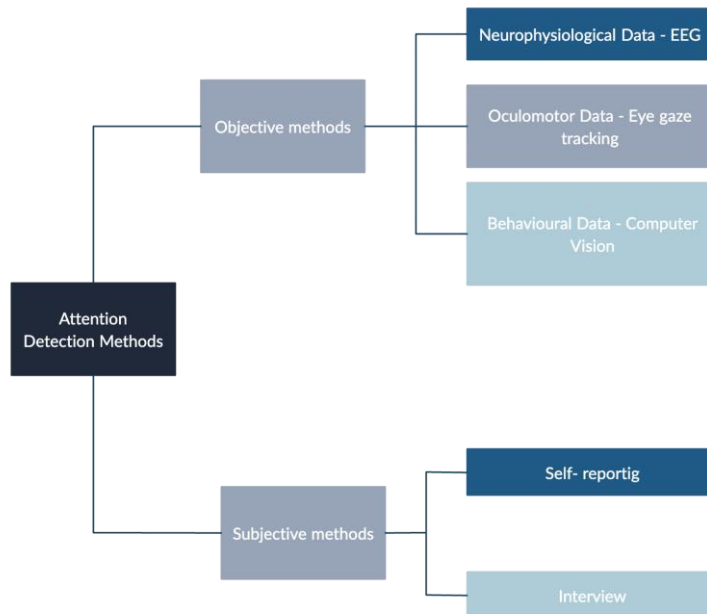 Neurophysiological Data - EEG
Objective methods
Oculomotor Data - Eye gaze
tracking
Behavioural Data - Computer
Vision
Attention
Detection Methods
Self- reportig
Subjective methods
Interview